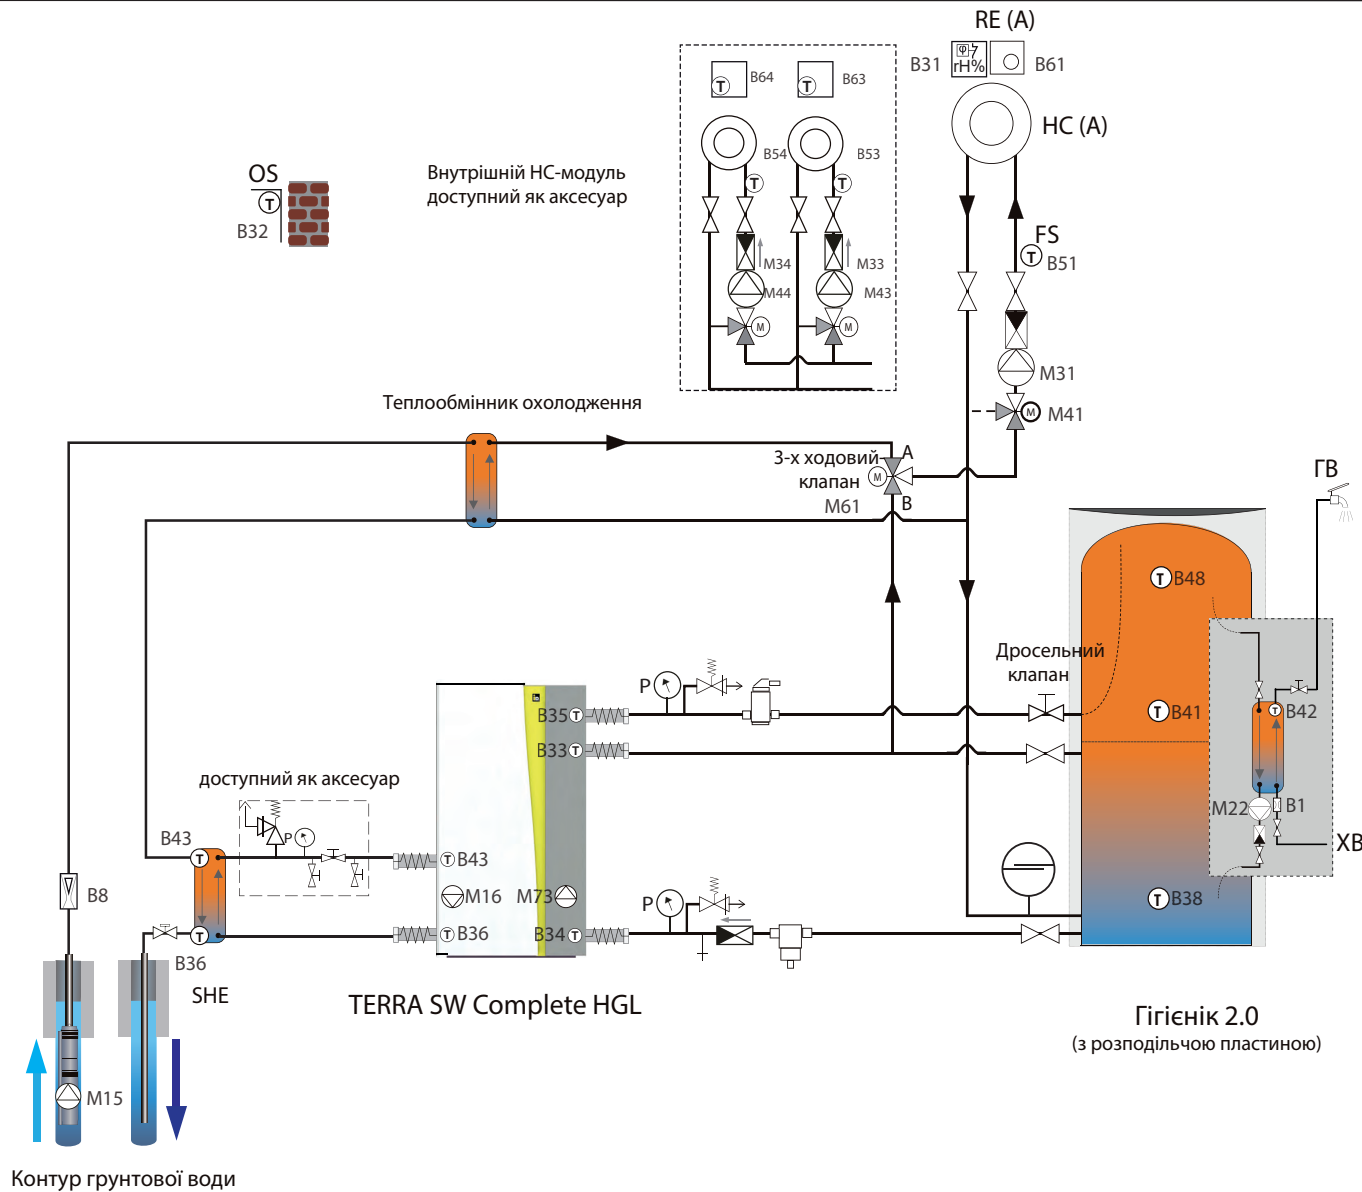 RE (A)
B31
rH%
B61
HC (A)
T
B64
T
B63
B54
B53
T
T
Внутрішній НС-модуль
доступний як аксесуар
OS
T
B32
FS
T
B51
M34
M33
M44
M43
M
M
M31
M
M41
Теплообмінник охолодження
3-х ходовий
клапан
A
M
M61
B
ГВ
T
B48
Дросельний
клапан
P
B35
T
T
B41
T
B42
B33
T
доступний як аксесуар
M22
B1
ХВ
B43
P
T
T
B43
B8
M16
M73
P
T
B38
T
T
B36
B34
T
B36
SHE
TERRA SW Complete HGL
Гігієнік 2.0
(з розподільчою пластиною)
M15
Контур грунтової води